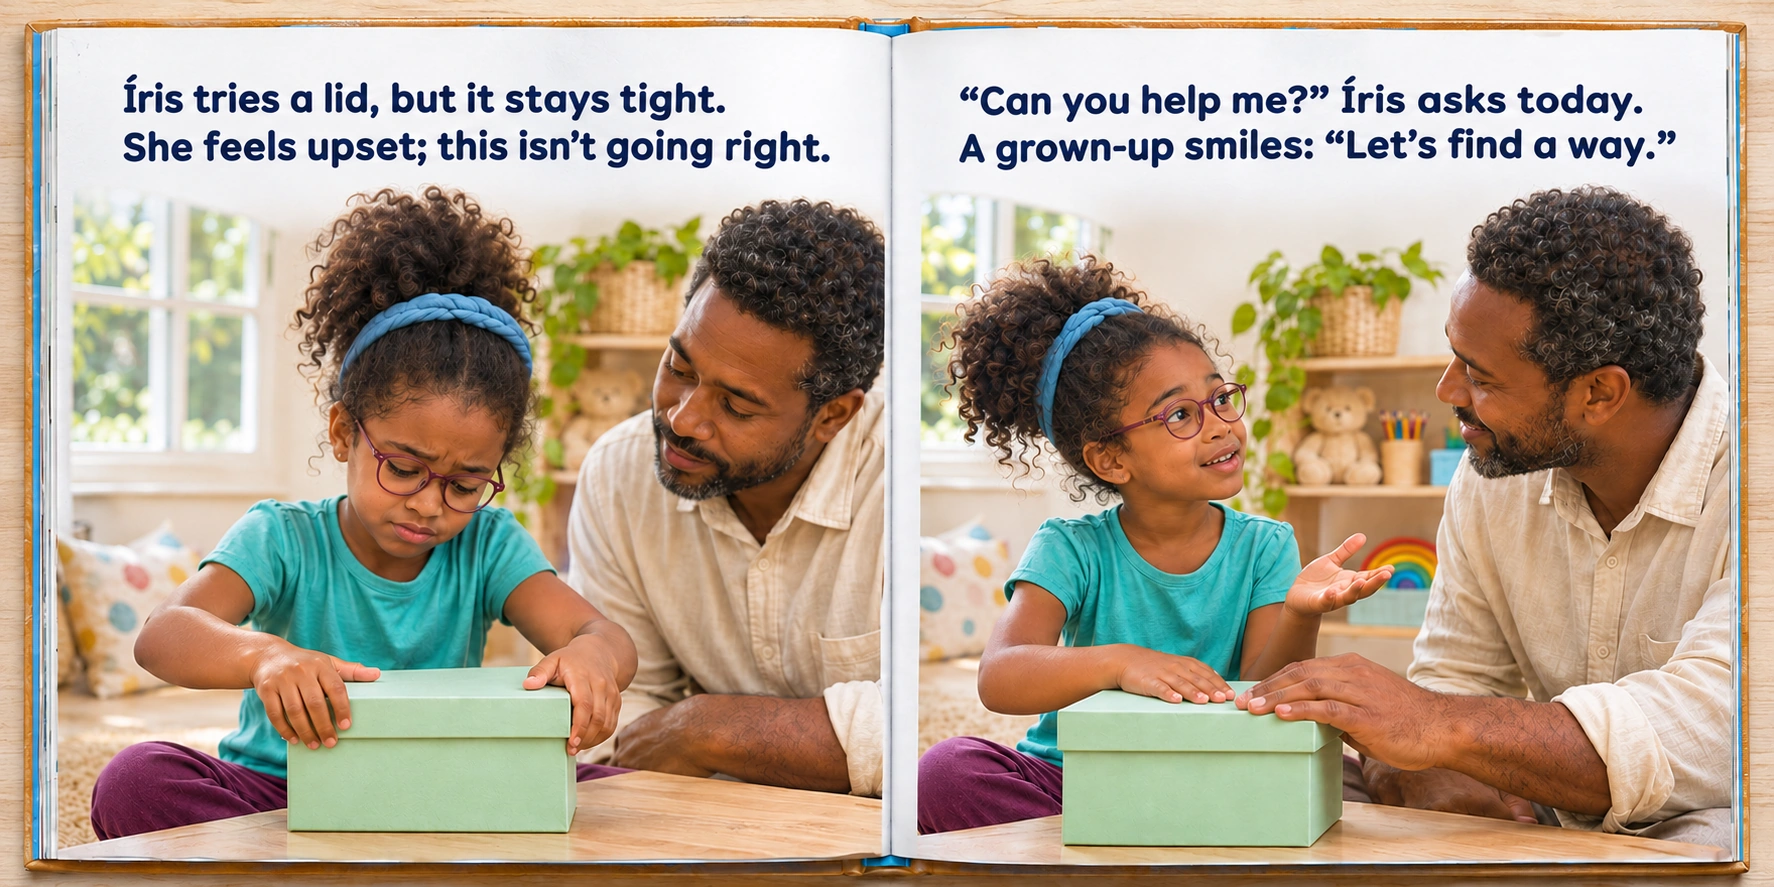 Íris tries a lid, but it stays tight.
She feels upset; this isn’t going right.
“Can you help me?” Íris asks today.
A grown-up smiles: “Let’s find a way.”